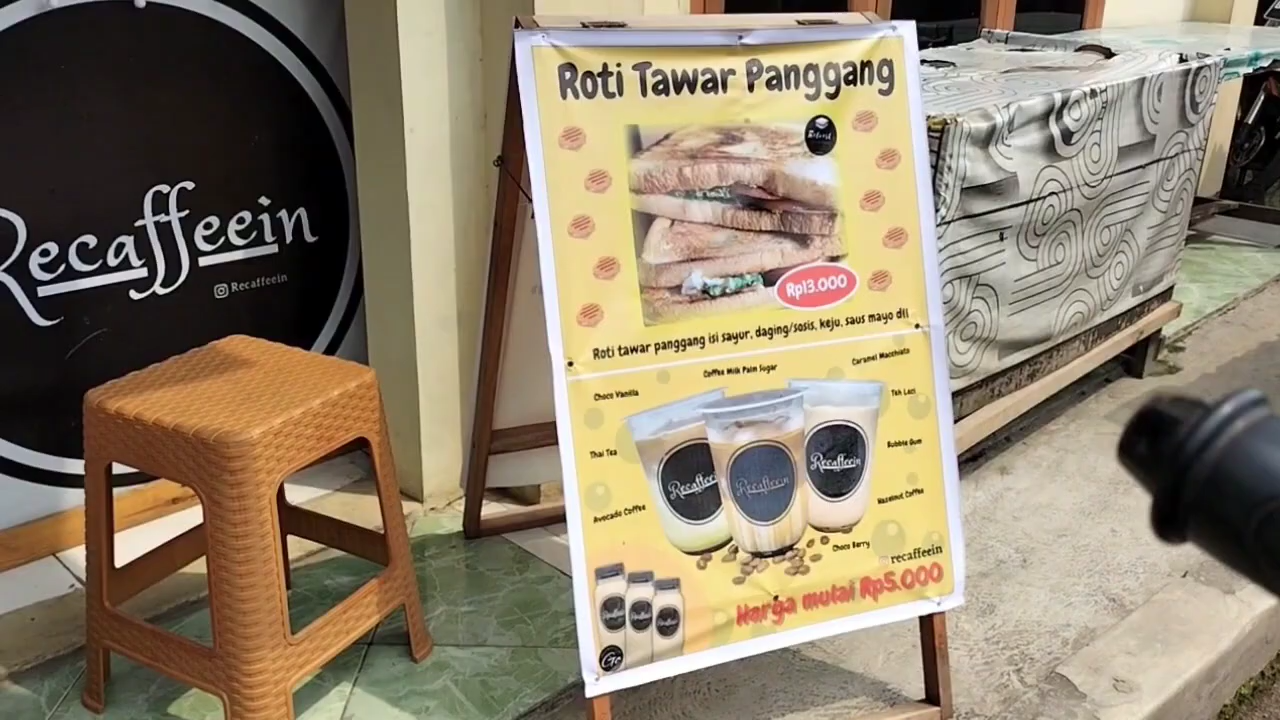 Recaffeein
Recaffeein
Roti Tawar Panggang
Rp13.000
Roti tawar panggang isi sayur, daging/sosis, keju, saus mayo dll
Coffee Milk Palm Sugar
Caramel Macchiato
Choco Vanilla
Teh Laci
Thai Tea
Bubble Gum
Avocado Coffee
Hazelnut Coffee
Choco Berry
Recaffeein
Recaffeein
Recaffeein
recaffeein
Harga mulai Rp5.000
Go